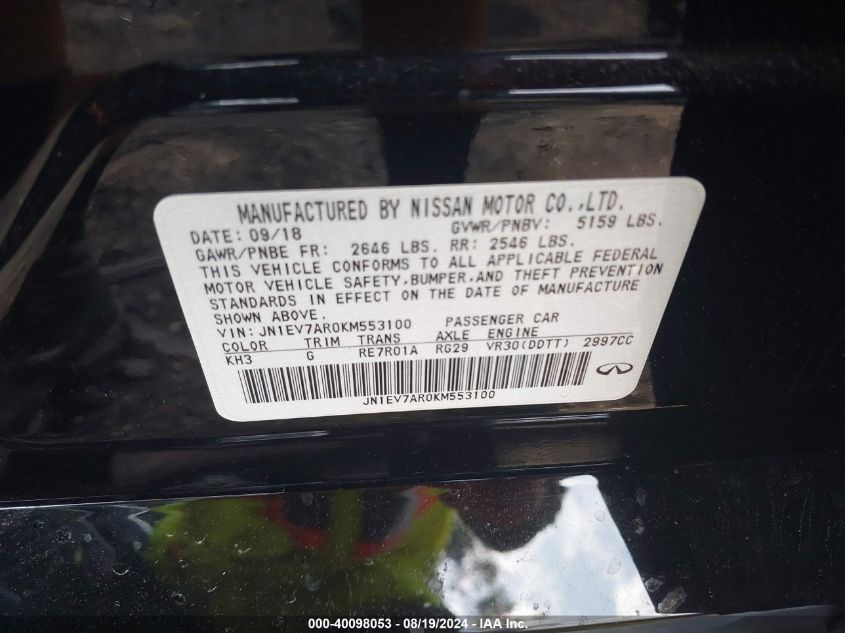 MANUFACTURED BY NISSAN MOTOR CO.,LTD.
DATE: 09/18 GVWR/PNBV: 5159 LBS.
GAWR/PNBE FR: 2646 LBS. RR: 2546 LBS.
THIS VEHICLE CONFORMS TO ALL APPLICABLE FEDERAL
MOTOR VEHICLE SAFETY,BUMPER,AND THEFT PREVENTION
STANDARDS IN EFFECT ON THE DATE OF MANUFACTURE
SHOWN ABOVE.
VIN: JN1EV7AR0KM553100 PASSENGER CAR
COLOR TRIM TRANS AXLE ENGINE
KH3 G RE7R01A RG29 VR30(DDTT) 2997CC
JN1EV7AR0KM553100
000-40098053 - 08/19/2024 - IAA Inc.